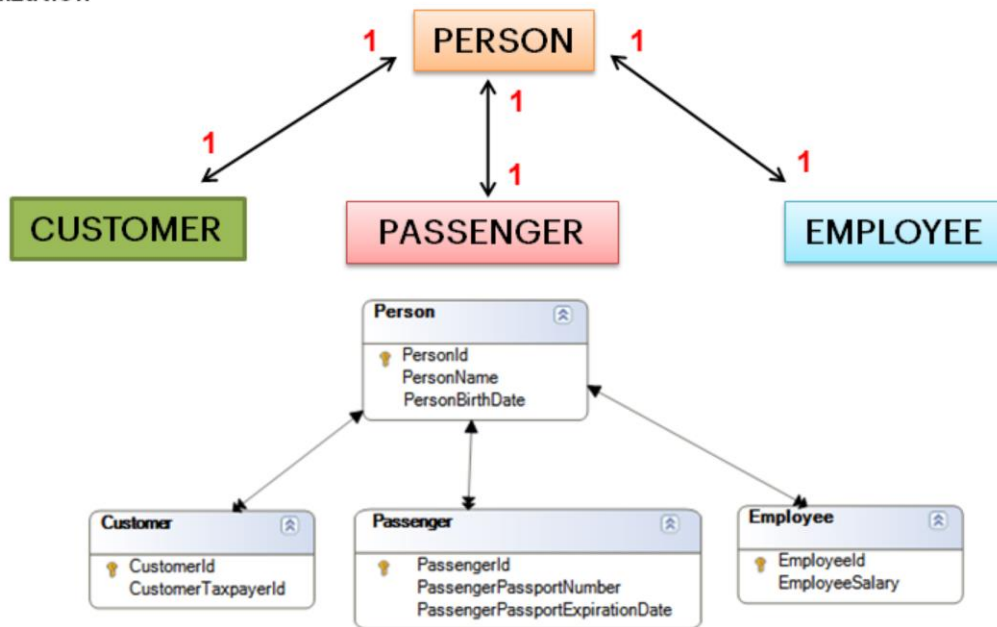 1
PERSON
1
1
1
1
1
CUSTOMER
PASSENGER
EMPLOYEE
Person
PersonId
PersonName
PersonBirthDate
Customer
CustomerId
CustomerTaxpayerId
Passenger
PassengerId
PassengerPassportNumber
PassengerPassportExpirationDate
Employee
EmployeeId
EmployeeSalary